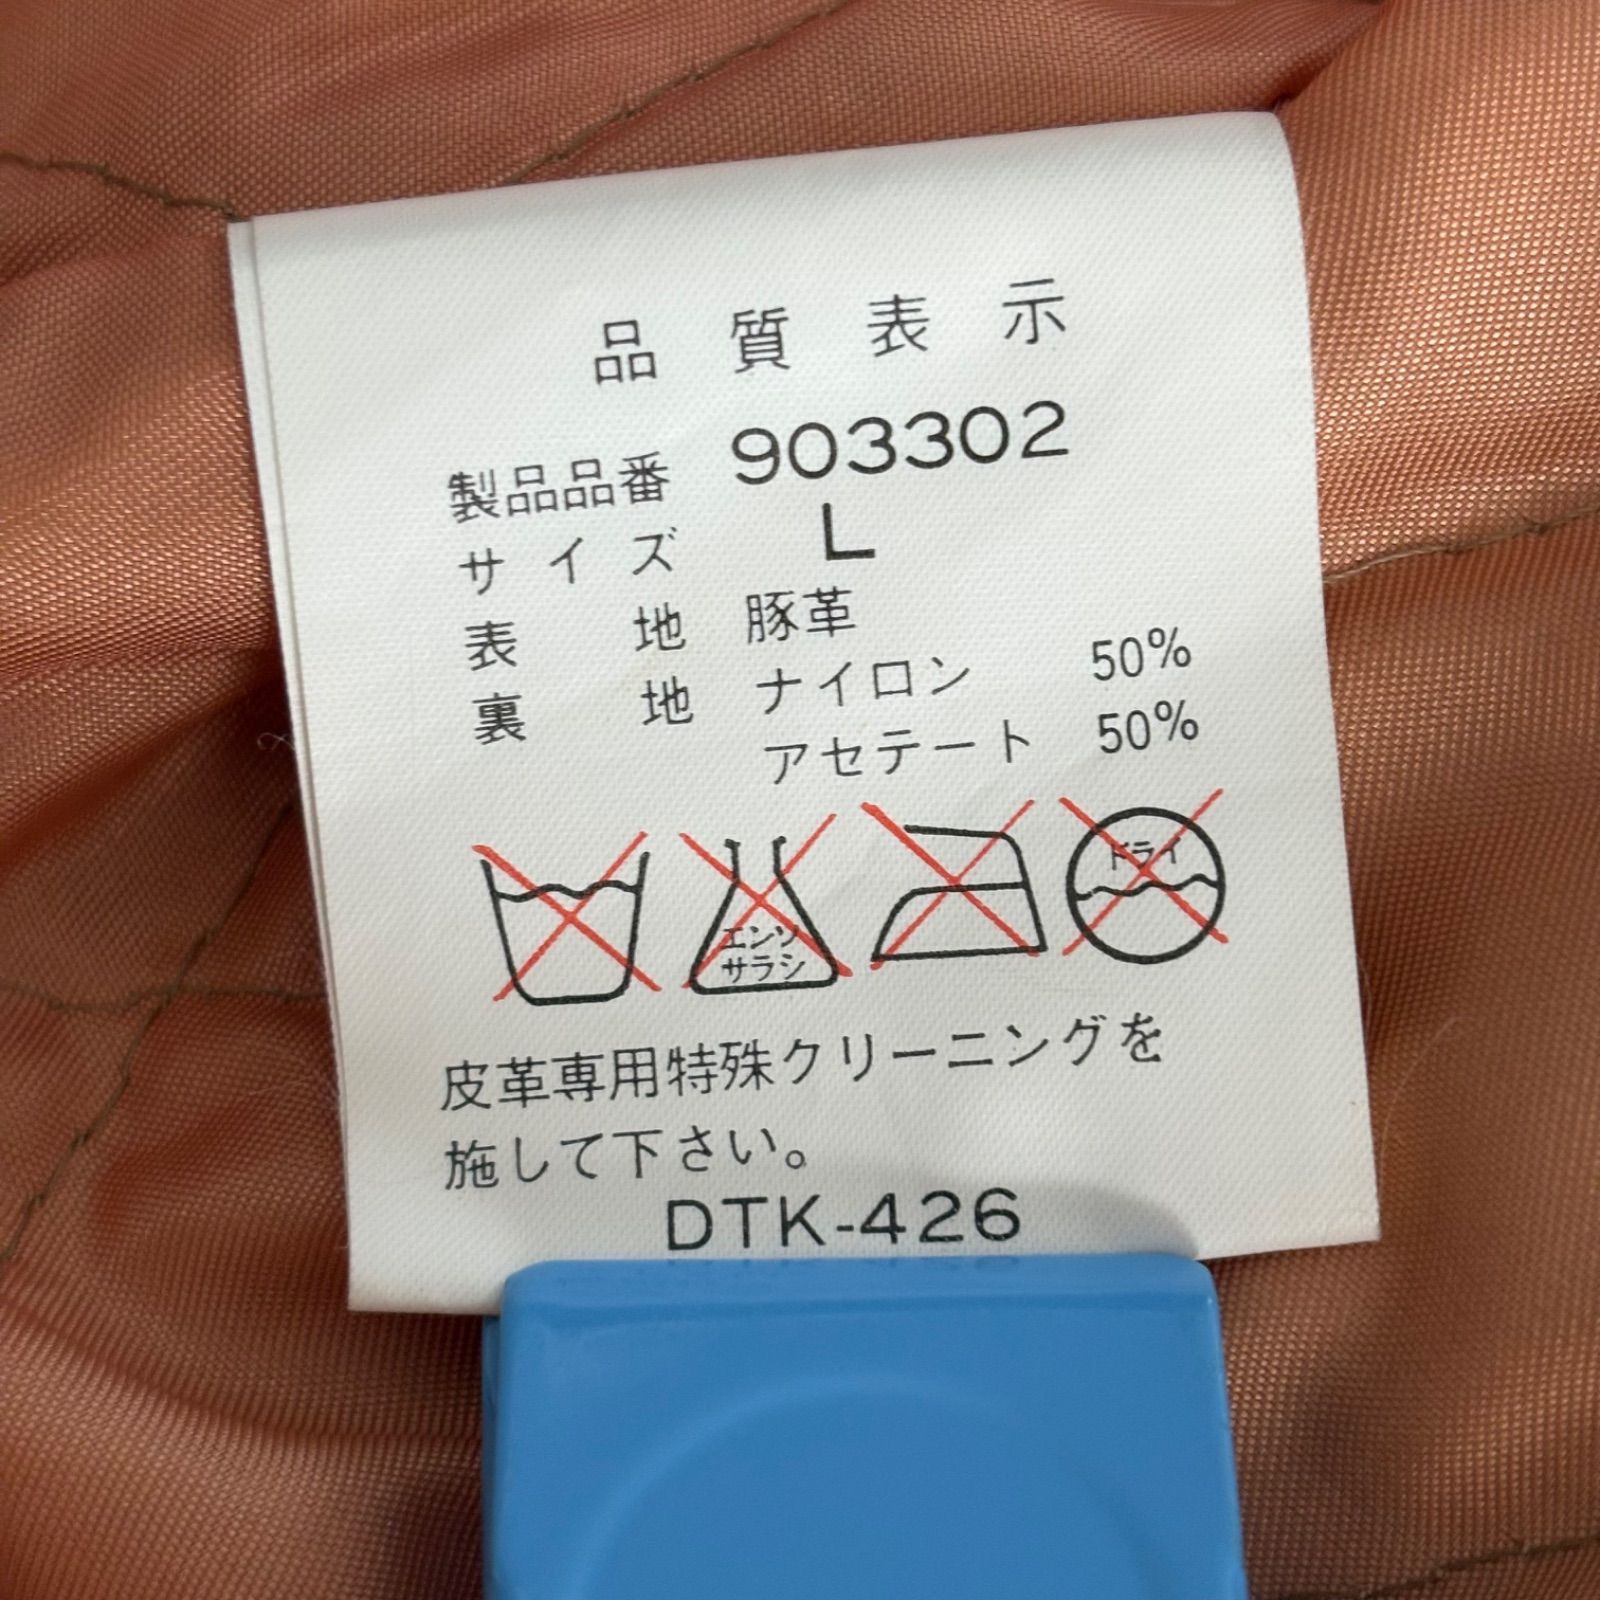 品質表示
製品品番 903302
サイズ L
表地 豚革
裏地 ナイロン 50%
アセテート 50%
エンソ
サラシ
ドライ
皮革専用特殊クリーニングを
施して下さい。
DTK-426